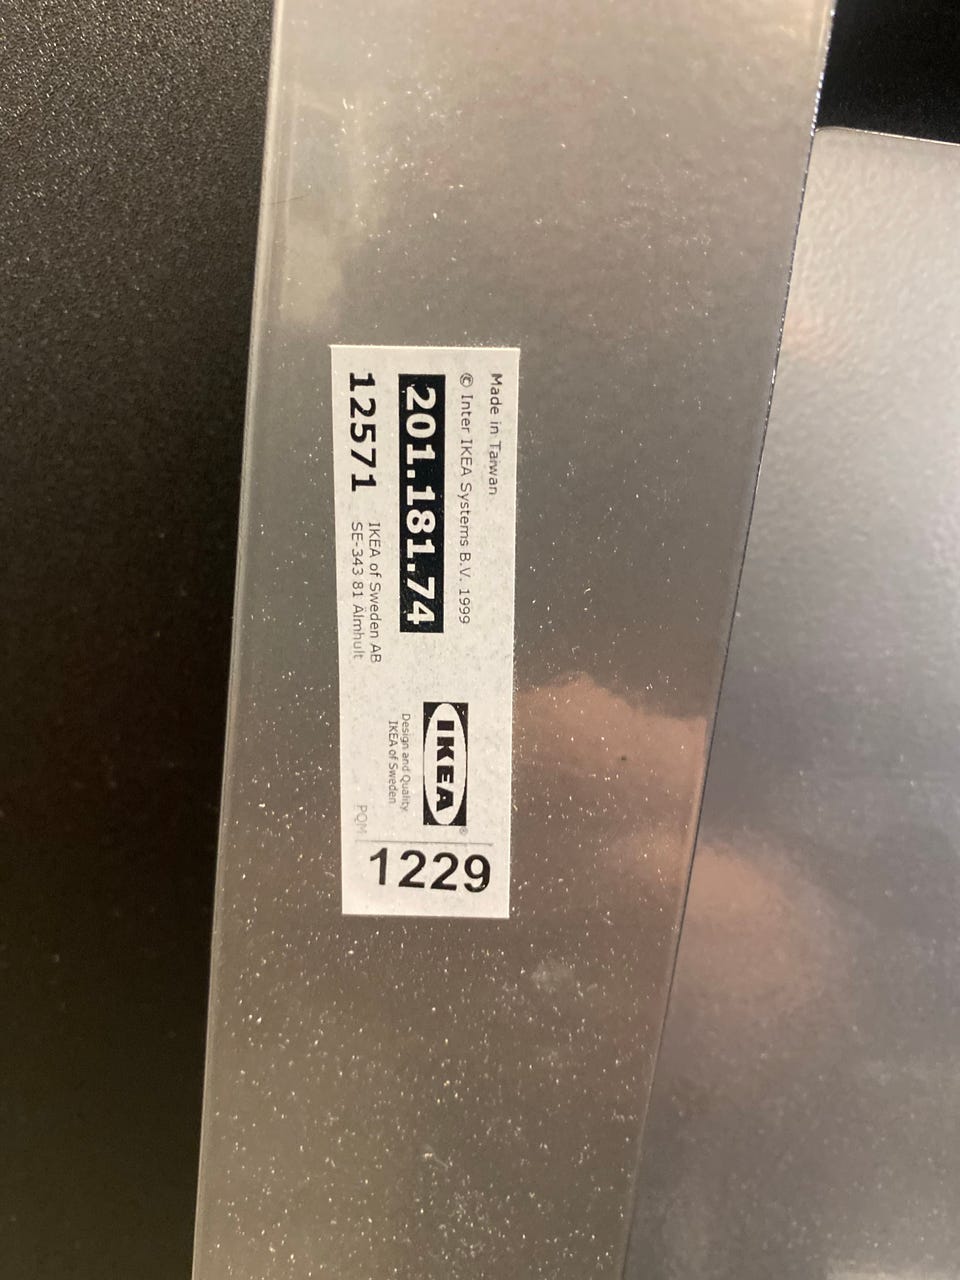 Made in Taiwan
© Inter IKEA Systems B.V. 1999
201.181.74
12571
IKEA of Sweden AB
SE-343 81 Älmhult
IKEA®
Design and Quality
IKEA of Sweden
PQM
1229